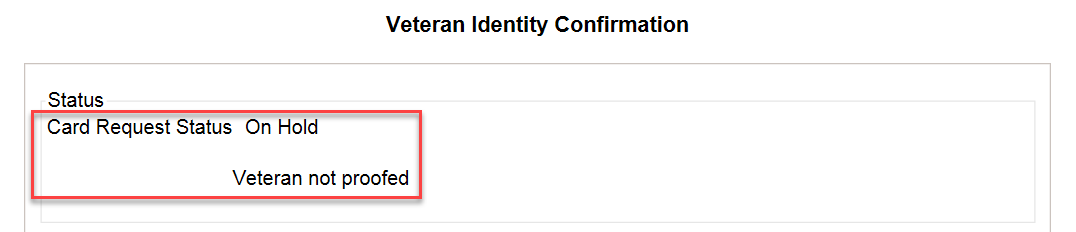 Veteran Identity Confirmation
Status
Card Request Status On Hold
Veteran not proofed